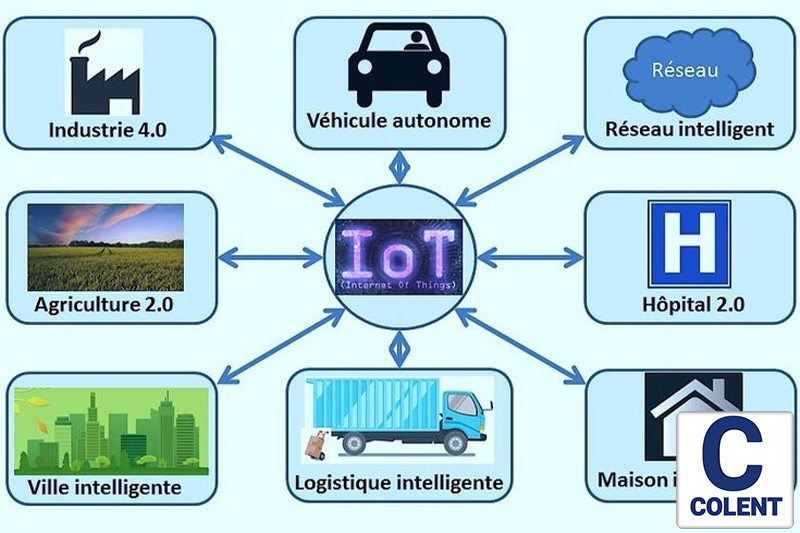 Industrie 4.0
Véhicule autonome
Réseau
Réseau intelligent
Agriculture 2.0
IoT
(Internet Of Things)
H
Hôpital 2.0
Ville intelligente
Logistique intelligente
Maison
C
COLENT